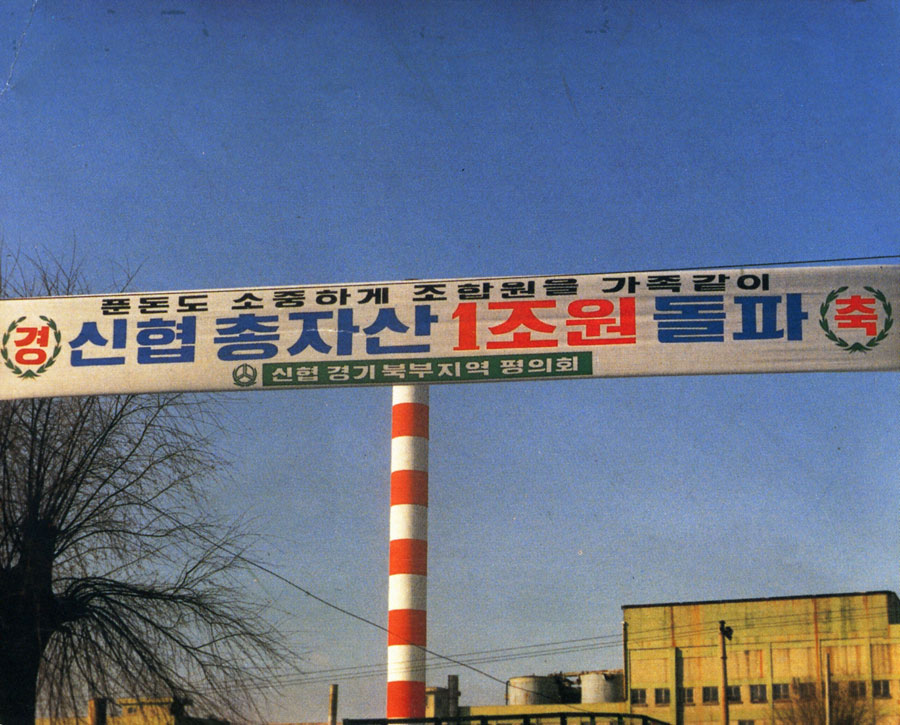 푼돈도 소중하게 조합원을 가족같이
경 신협 총자산 1조원 돌파 축
신협 경기 북부지역 평의회